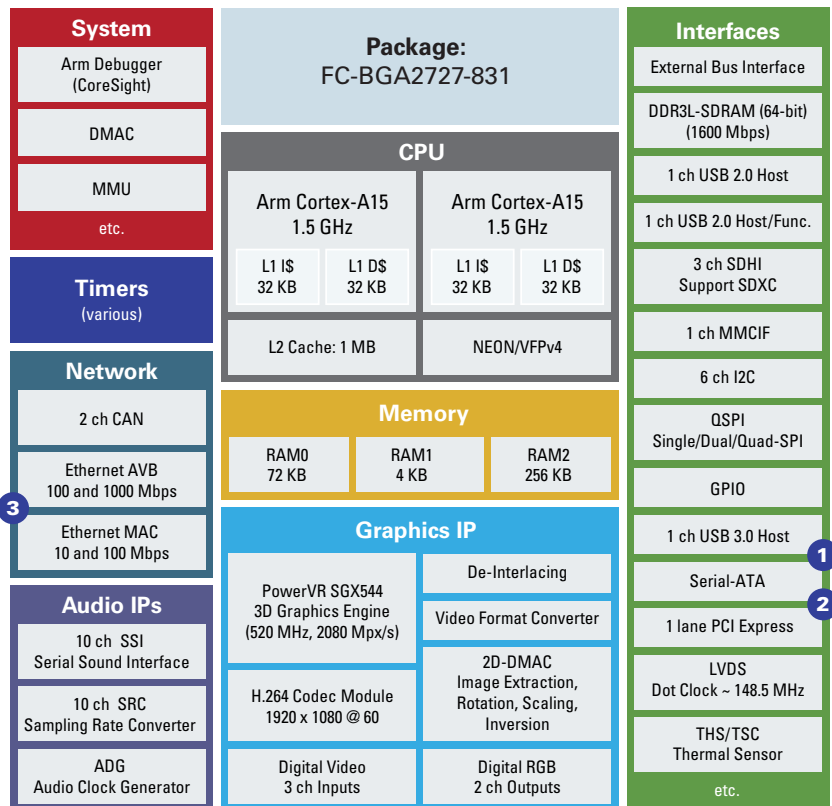 System
Arm Debugger
(CoreSight)
DMAC
MMU
etc.
Timers
(various)
Network
2 ch CAN
Ethernet AVB
100 and 1000 Mbps
3
Ethernet MAC
10 and 100 Mbps
Audio IPs
10 ch SSI
Serial Sound Interface
10 ch SRC
Sampling Rate Converter
ADG
Audio Clock Generator
Package:
FC-BGA2727-831
CPU
Arm Cortex-A15
1.5 GHz
L1 I$
32 KB
L1 D$
32 KB
Arm Cortex-A15
1.5 GHz
L1 I$
32 KB
L1 D$
32 KB
L2 Cache: 1 MB
NEON/VFPv4
Memory
RAM0
72 KB
RAM1
4 KB
RAM2
256 KB
Graphics IP
PowerVR SGX544
3D Graphics Engine
(520 MHz, 2080 Mpx/s)
H.264 Codec Module
1920 x 1080 @ 60
Digital Video
3 ch Inputs
De-Interlacing
Video Format Converter
2D-DMAC
Image Extraction,
Rotation, Scaling,
Inversion
Digital RGB
2 ch Outputs
Interfaces
External Bus Interface
DDR3L-SDRAM (64-bit)
(1600 Mbps)
1 ch USB 2.0 Host
1 ch USB 2.0 Host/Func.
3 ch SDHI
Support SDXC
1 ch MMCIF
6 ch I2C
QSPI
Single/Dual/Quad-SPI
GPIO
1 ch USB 3.0 Host
1
Serial-ATA
2
1 lane PCI Express
LVDS
Dot Clock ~ 148.5 MHz
THS/TSC
Thermal Sensor
etc.